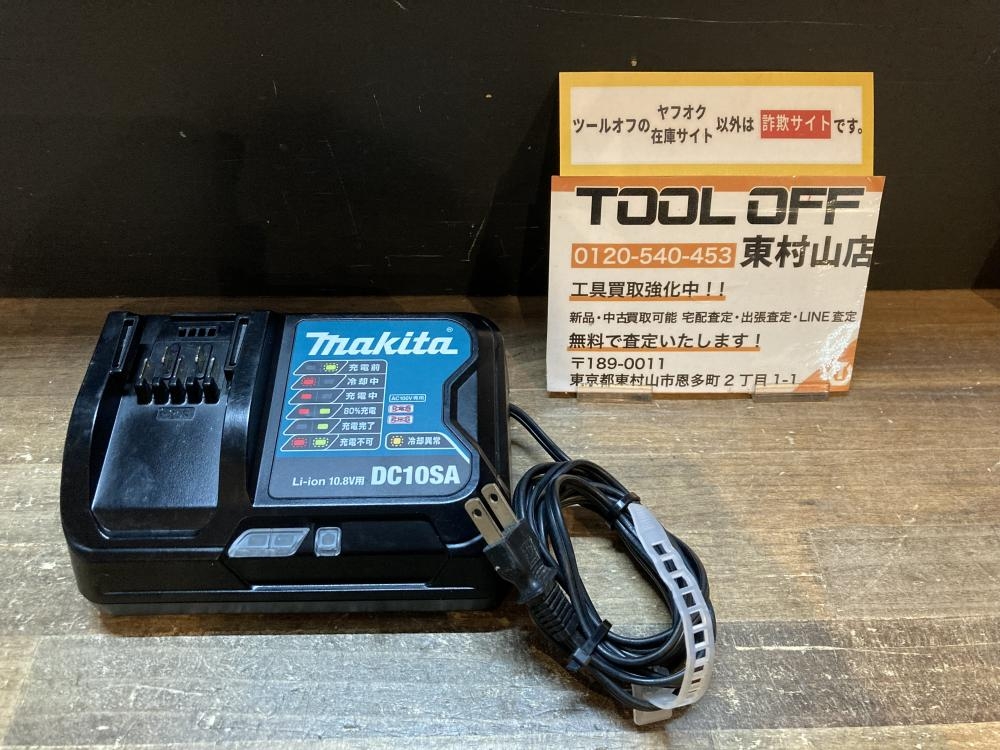 ツールオフの ヤフオク 在庫サイト 以外は 詐欺サイト です。
TOOL OFF
0120-540-453 東村山店
工具買取強化中！！
新品・中古買取可能 宅配査定・出張査定・LINE査定
無料で査定いたします！
〒189-0011
東京都東村山市恩多町2丁目1-1
makita®
充電前
冷却中
充電中
AC100V専用
80%充電
充電完了
充電不可
冷却異常
Li-ion 10.8V用 DC10SA